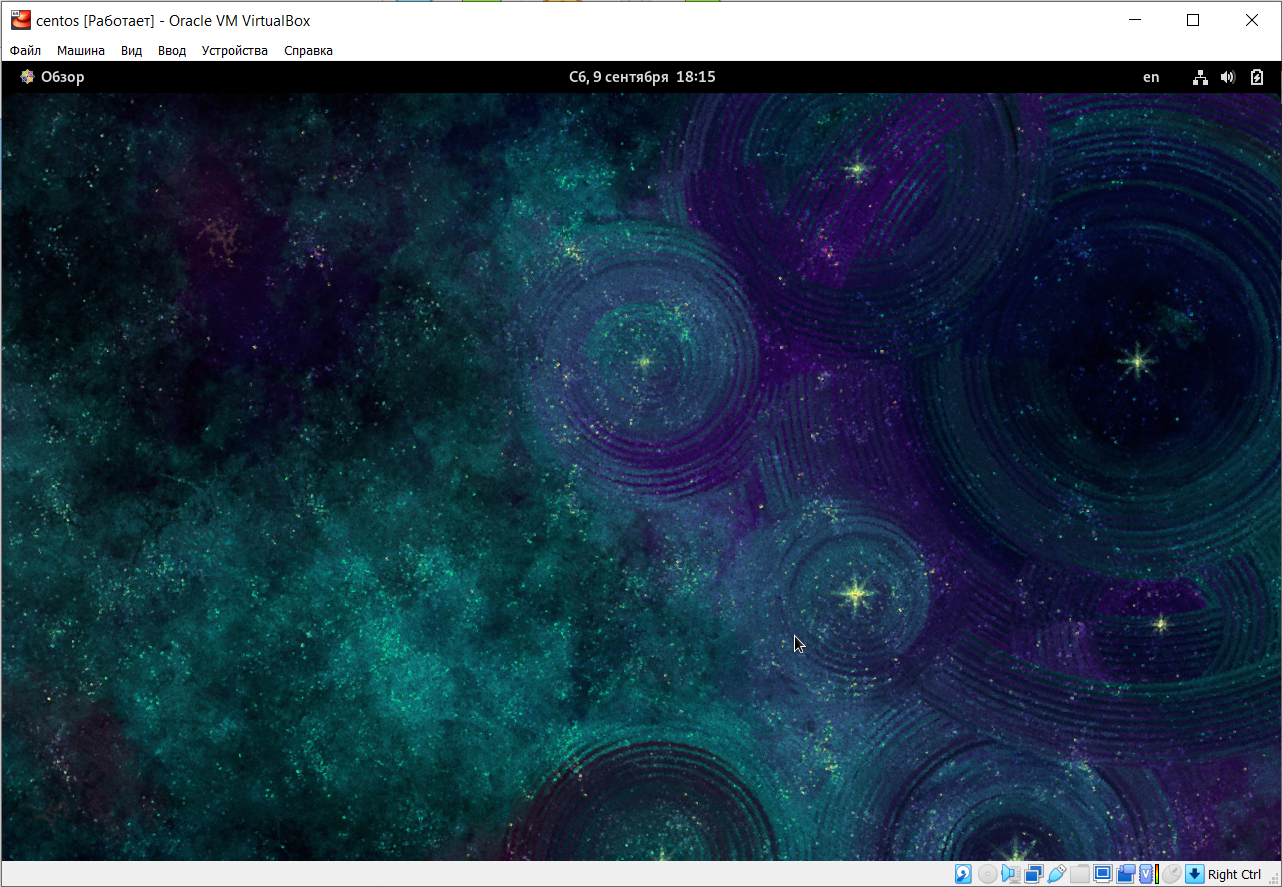 centos [Работает] - Oracle VM VirtualBox
Файл Машина Вид Ввод Устройства Справка
Обзор Сб, 9 сентября 18:15 en
Right Ctrl